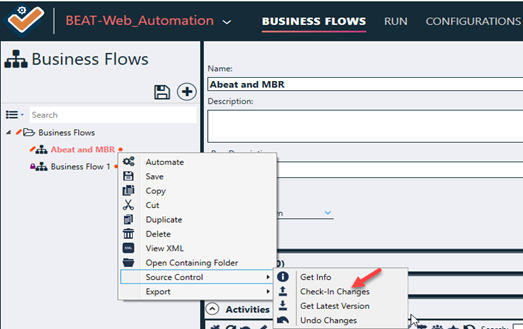 BEAT-Web_Automation
BUSINESS FLOWS RUN CONFIGURATIONS
Business Flows
Name:
Abeat and MBR
Description:
Search
Business Flows
Abeat and MBR
Business Flow 1
Automate
Save
Copy
Cut
Duplicate
Delete
View XML
Open Containing Folder
Source Control
Export
Get Info
Check-In Changes
Get Latest Version
Undo Changes
Activities